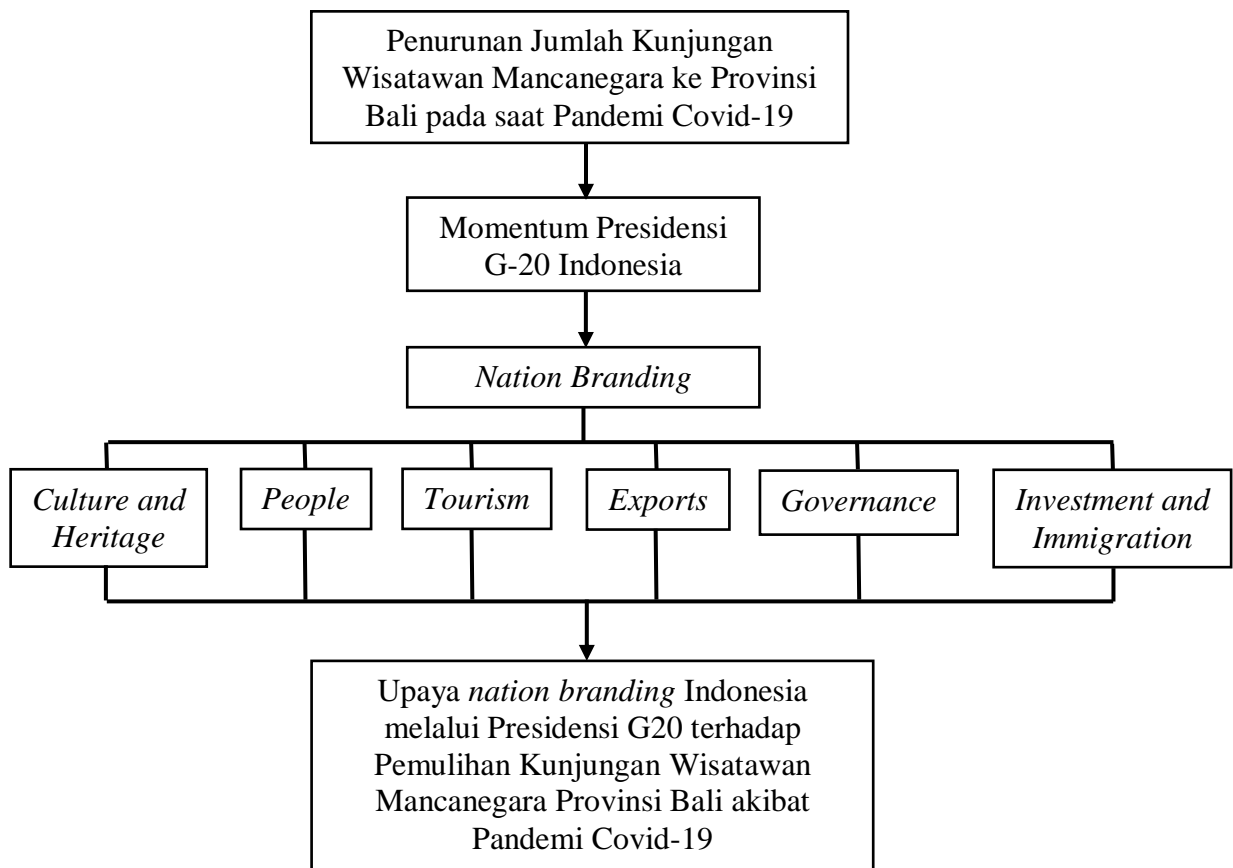 Penurunan Jumlah Kunjungan
Wisatawan Mancanegara ke Provinsi
Bali pada saat Pandemi Covid-19
Momentum Presidensi
G-20 Indonesia
Nation Branding
Culture and
Heritage
People
Tourism
Exports
Governance
Investment and
Immigration
Upaya nation branding Indonesia
melalui Presidensi G20 terhadap
Pemulihan Kunjungan Wisatawan
Mancanegara Provinsi Bali akibat
Pandemi Covid-19